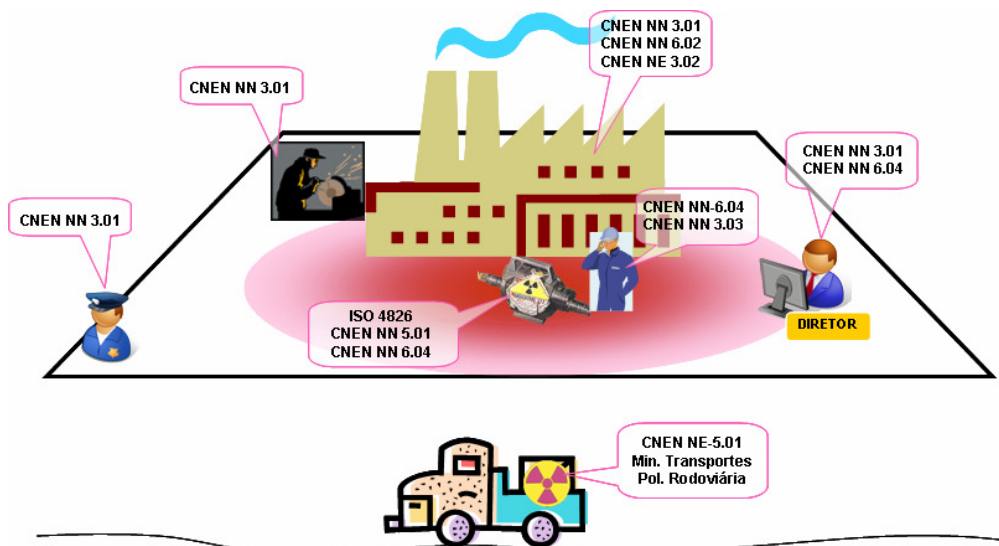 CNEN NN 3.01
CNEN NN 6.02
CNEN NE 3.02
CNEN NN 3.01
CNEN NN 3.01
CNEN NN 6.04
CNEN NN 3.01
CNEN NN-6.04
CNEN NN 3.03
ISO 4826
CNEN NN 5.01
CNEN NN 6.04
DIRETOR
CNEN NE-5.01
Min. Transportes
Pol. Rodoviária